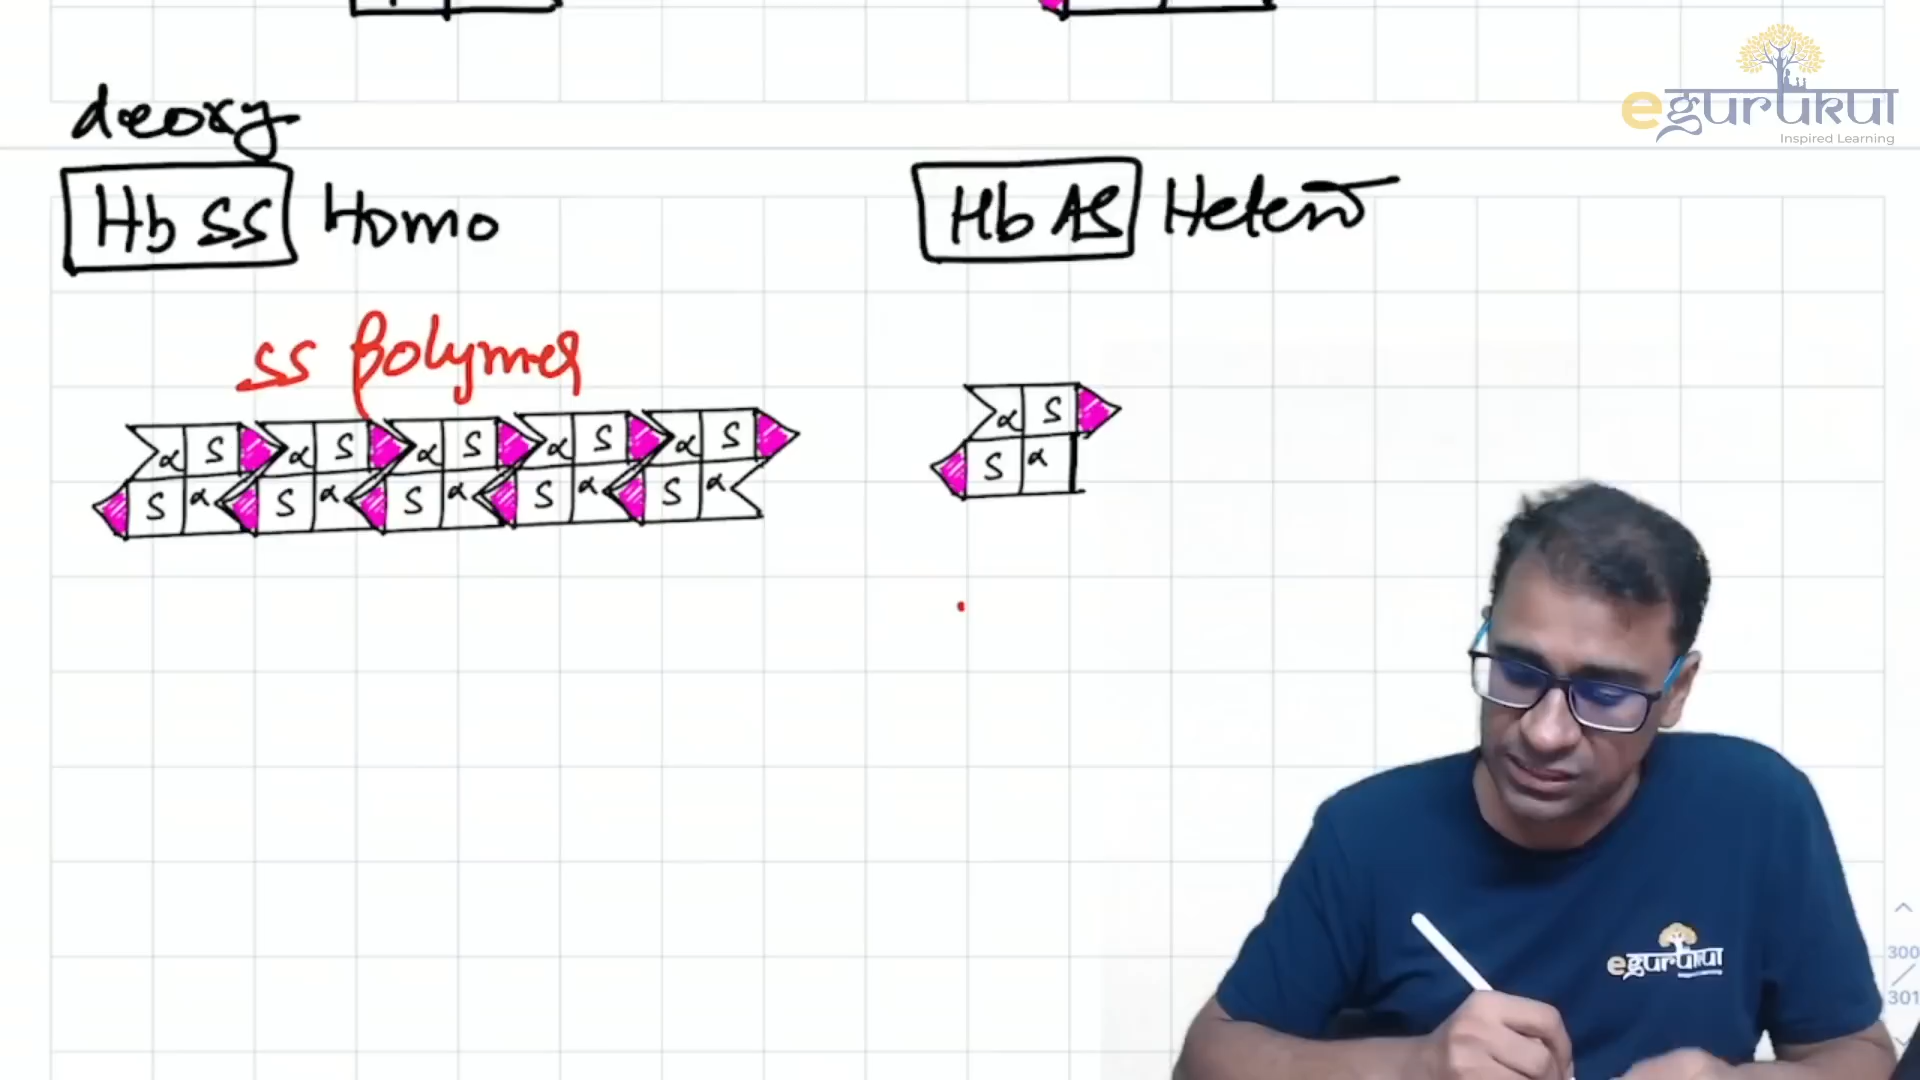 egurukul
Inspired Learning
deoxy
Hb SS Homo
Hb AS Hetero
SS Polymer
α S α S α S α S α S
S α S α S α S α S α
α S
S α
egurukul
300
301